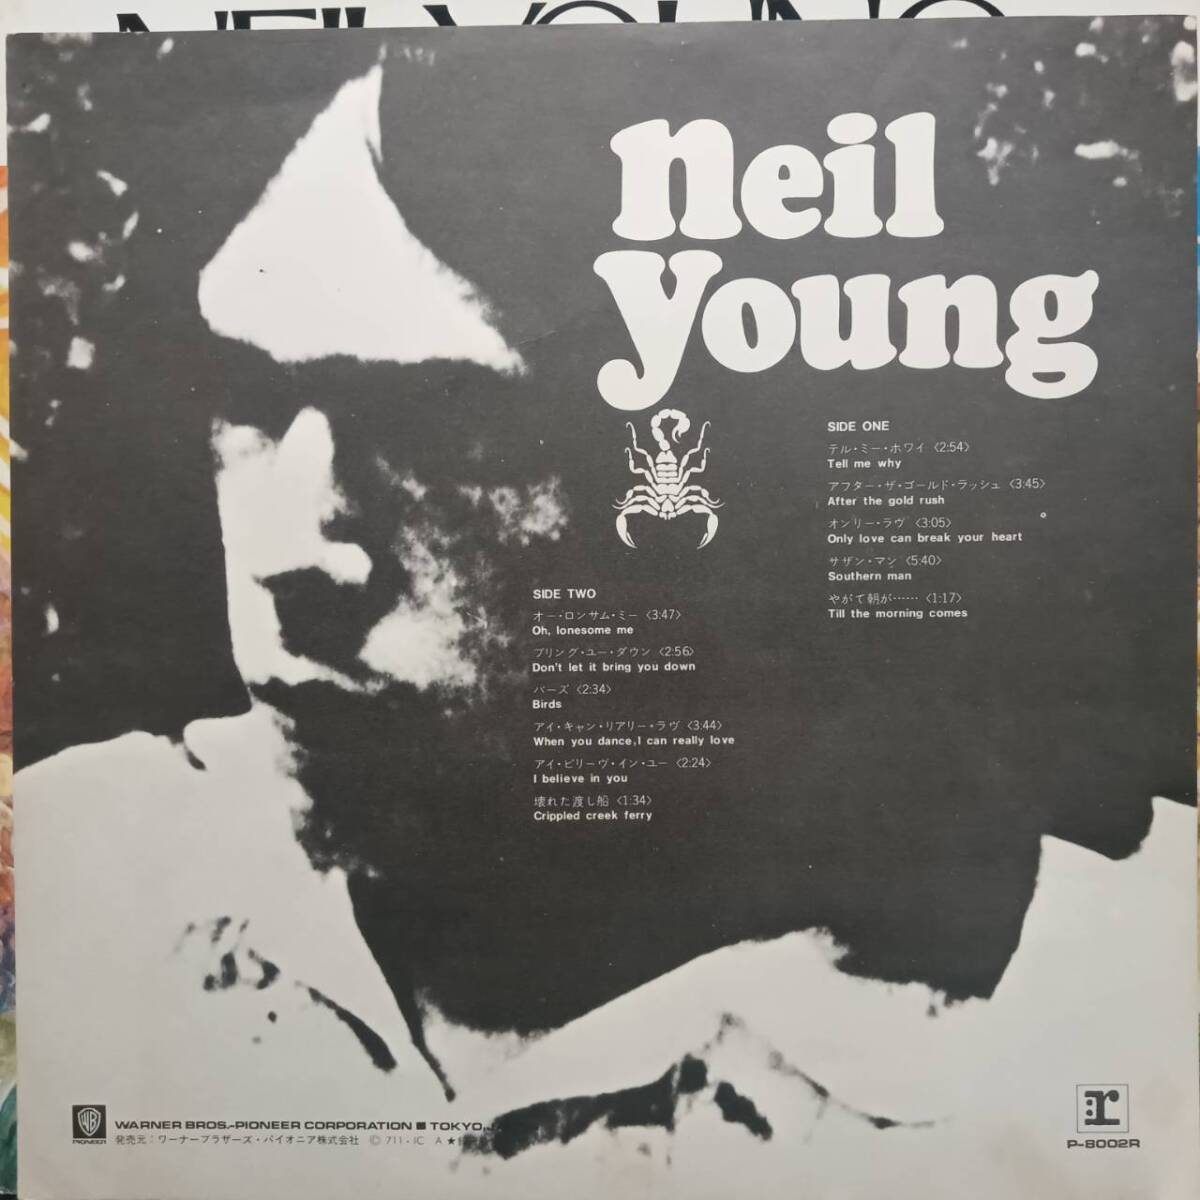 NEIL YOUNG
neil
young
SIDE ONE
テル・ミー・ホワイ〈2:54〉
Tell me why
アフター・ザ・ゴールド・ラッシュ〈3:45〉
After the gold rush
オンリー・ラヴ〈3:05〉
Only love can break your heart
サザン・マン〈5:40〉
Southern man
やがて朝が……〈1:17〉
Till the morning comes
SIDE TWO
オー・ロンサム・ミー〈3:47〉
Oh, lonesome me
ブリング・ユー・ダウン〈2:56〉
Don't let it bring you down
バーズ〈2:34〉
Birds
アイ・キャン・リアリー・ラヴ〈3:44〉
When you dance, I can really love
アイ・ビリーヴ・イン・ユー〈2:24〉
I believe in you
壊れた渡し船〈1:34〉
Crippled creek ferry
WB
PIONEER
WARNER BROS.-PIONEER CORPORATION ■ TOKYO,
発売元:ワーナーブラザーズ・パイオニア株式会社 Ⓒ 711-IC A ★
r
P-8002R